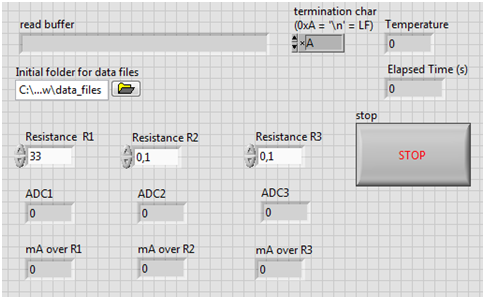 termination char
read buffer
(0xA = '\n' = LF)
Temperature
×A
0
Elapsed Time (s)
Initial folder for data files
0
C:\...w\data_files
stop
Resistance R1
Resistance R2
Resistance R3
33
0,1
0,1
STOP
ADC1
ADC2
ADC3
0
0
0
mA over R1
mA over R2
mA over R3
0
0
0